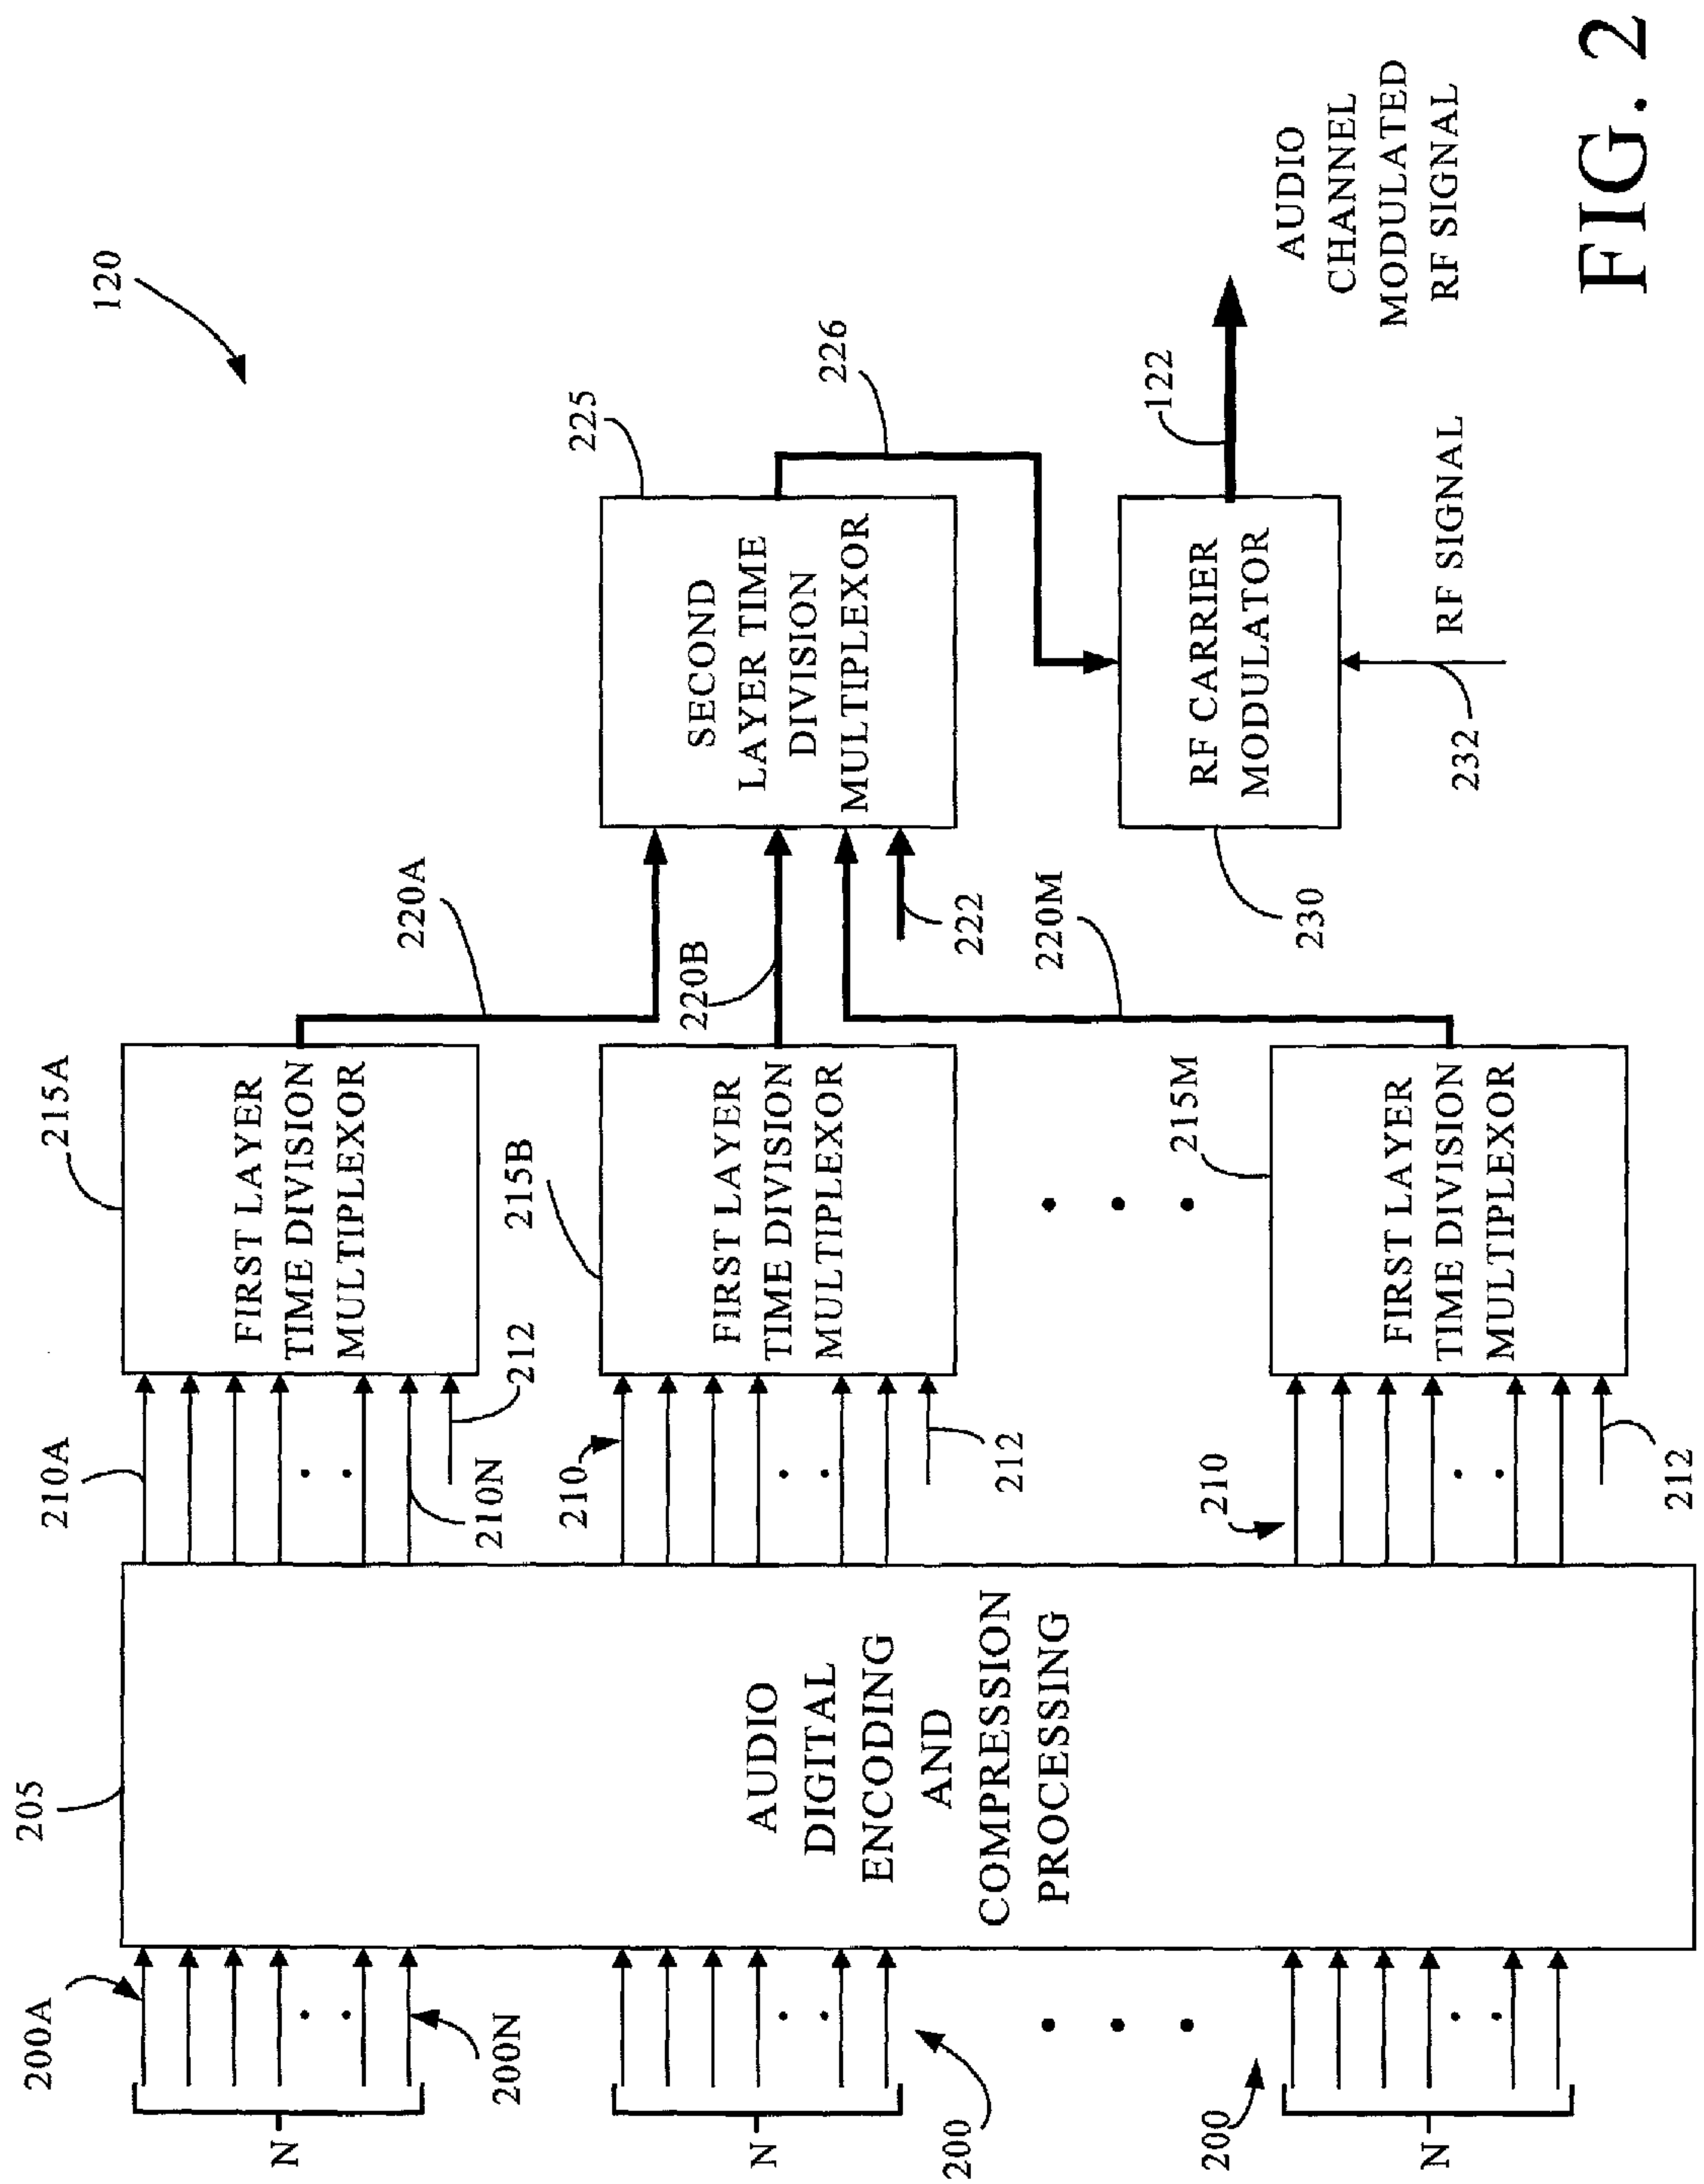 120
200A
200N
N
N
200
200
N
205
AUDIO
DIGITAL
ENCODING
AND
COMPRESSION
PROCESSING
210A
210N
212
210
212
210
212
215A
FIRST LAYER
TIME DIVISION
MULTIPLEXOR
215B
FIRST LAYER
TIME DIVISION
MULTIPLEXOR
215M
FIRST LAYER
TIME DIVISION
MULTIPLEXOR
220A
220B
222
220M
225
SECOND
LAYER TIME
DIVISION
MULTIPLEXOR
226
RF CARRIER
MODULATOR
230
232
RF SIGNAL
122
AUDIO
CHANNEL
MODULATED
RF SIGNAL
FIG. 2